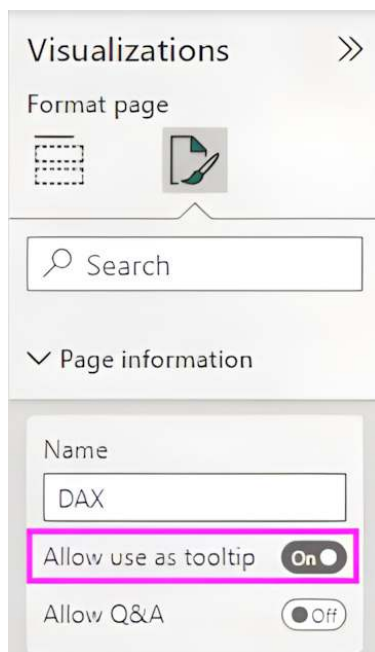 Visualizations
Format page
Search
Page information
Name
DAX
Allow use as tooltip On
Allow Q&A Off